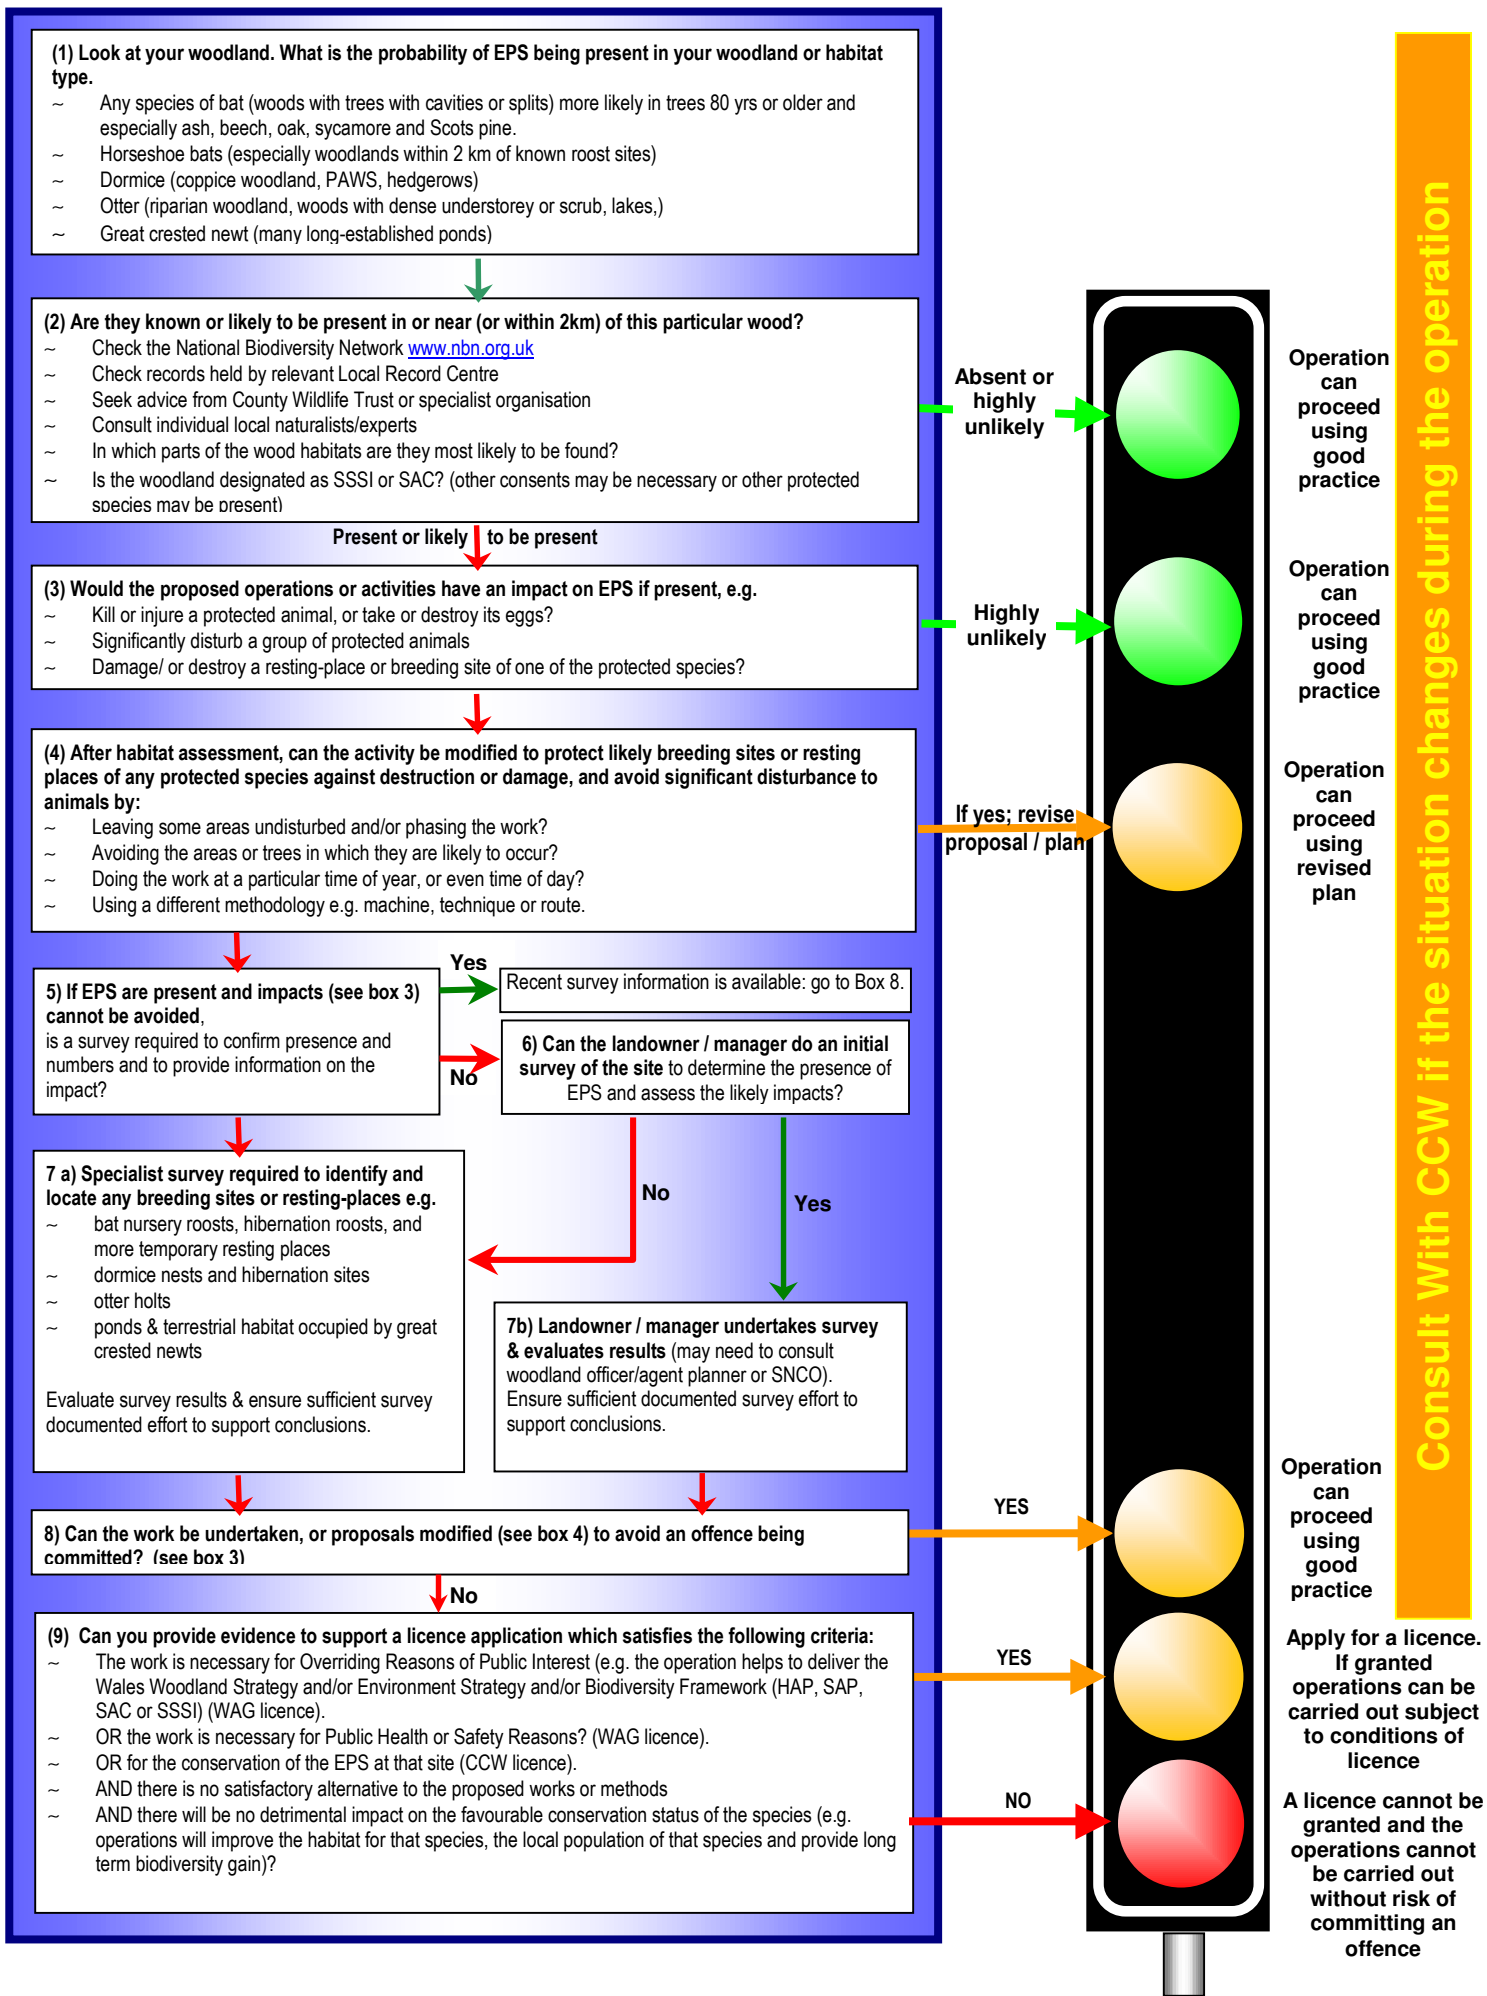 (1) Look at your woodland. What is the probability of EPS being present in your woodland or habitat
type.
~ Any species of bat (woods with trees with cavities or splits) more likely in trees 80 yrs or older and
especially ash, beech, oak, sycamore and Scots pine.
~ Horseshoe bats (especially woodlands within 2 km of known roost sites)
~ Dormice (coppice woodland, PAWS, hedgerows)
~ Otter (riparian woodland, woods with dense understorey or scrub, lakes,)
~ Great crested newt (many long-established ponds)
(2) Are they known or likely to be present in or near (or within 2km) of this particular wood?
~ Check the National Biodiversity Network www.nbn.org.uk
~ Check records held by relevant Local Record Centre
~ Seek advice from County Wildlife Trust or specialist organisation
~ Consult individual local naturalists/experts
~ In which parts of the wood habitats are they most likely to be found?
~ Is the woodland designated as SSSI or SAC? (other consents may be necessary or other protected
species may be present)
Absent or
highly
unlikely
Operation
can
proceed
using
good
practice
Present or likely to be present
(3) Would the proposed operations or activities have an impact on EPS if present, e.g.
~ Kill or injure a protected animal, or take or destroy its eggs?
~ Significantly disturb a group of protected animals
~ Damage/ or destroy a resting-place or breeding site of one of the protected species?
Highly
unlikely
Operation
can
proceed
using
good
practice
(4) After habitat assessment, can the activity be modified to protect likely breeding sites or resting
places of any protected species against destruction or damage, and avoid significant disturbance to
animals by:
~ Leaving some areas undisturbed and/or phasing the work?
~ Avoiding the areas or trees in which they are likely to occur?
~ Doing the work at a particular time of year, or even time of day?
~ Using a different methodology e.g. machine, technique or route.
If yes; revise
proposal / plan
Operation
can
proceed
using
revised
plan
5) If EPS are present and impacts (see box 3)
cannot be avoided,
is a survey required to confirm presence and
numbers and to provide information on the
impact?
Yes
Recent survey information is available: go to Box 8.
No
6) Can the landowner / manager do an initial
survey of the site to determine the presence of
EPS and assess the likely impacts?
No
Yes
7 a) Specialist survey required to identify and
locate any breeding sites or resting-places e.g.
~ bat nursery roosts, hibernation roosts, and
more temporary resting places
~ dormice nests and hibernation sites
~ otter holts
~ ponds & terrestrial habitat occupied by great
crested newts
Evaluate survey results & ensure sufficient survey
documented effort to support conclusions.
7b) Landowner / manager undertakes survey
& evaluates results (may need to consult
woodland officer/agent planner or SNCO).
Ensure sufficient documented survey effort to
support conclusions.
8) Can the work be undertaken, or proposals modified (see box 4) to avoid an offence being
committed? (see box 3)
YES
Operation
can
proceed
using
good
practice
No
(9) Can you provide evidence to support a licence application which satisfies the following criteria:
~ The work is necessary for Overriding Reasons of Public Interest (e.g. the operation helps to deliver the
Wales Woodland Strategy and/or Environment Strategy and/or Biodiversity Framework (HAP, SAP,
SAC or SSSI) (WAG licence).
~ OR the work is necessary for Public Health or Safety Reasons? (WAG licence).
~ OR for the conservation of the EPS at that site (CCW licence).
~ AND there is no satisfactory alternative to the proposed works or methods
~ AND there will be no detrimental impact on the favourable conservation status of the species (e.g.
operations will improve the habitat for that species, the local population of that species and provide long
term biodiversity gain)?
YES
Apply for a licence.
If granted
operations can be
carried out subject
to conditions of
licence
NO
A licence cannot be
granted and the
operations cannot
be carried out
without risk of
committing an
offence
Consult With CCW if the situation changes during the operation